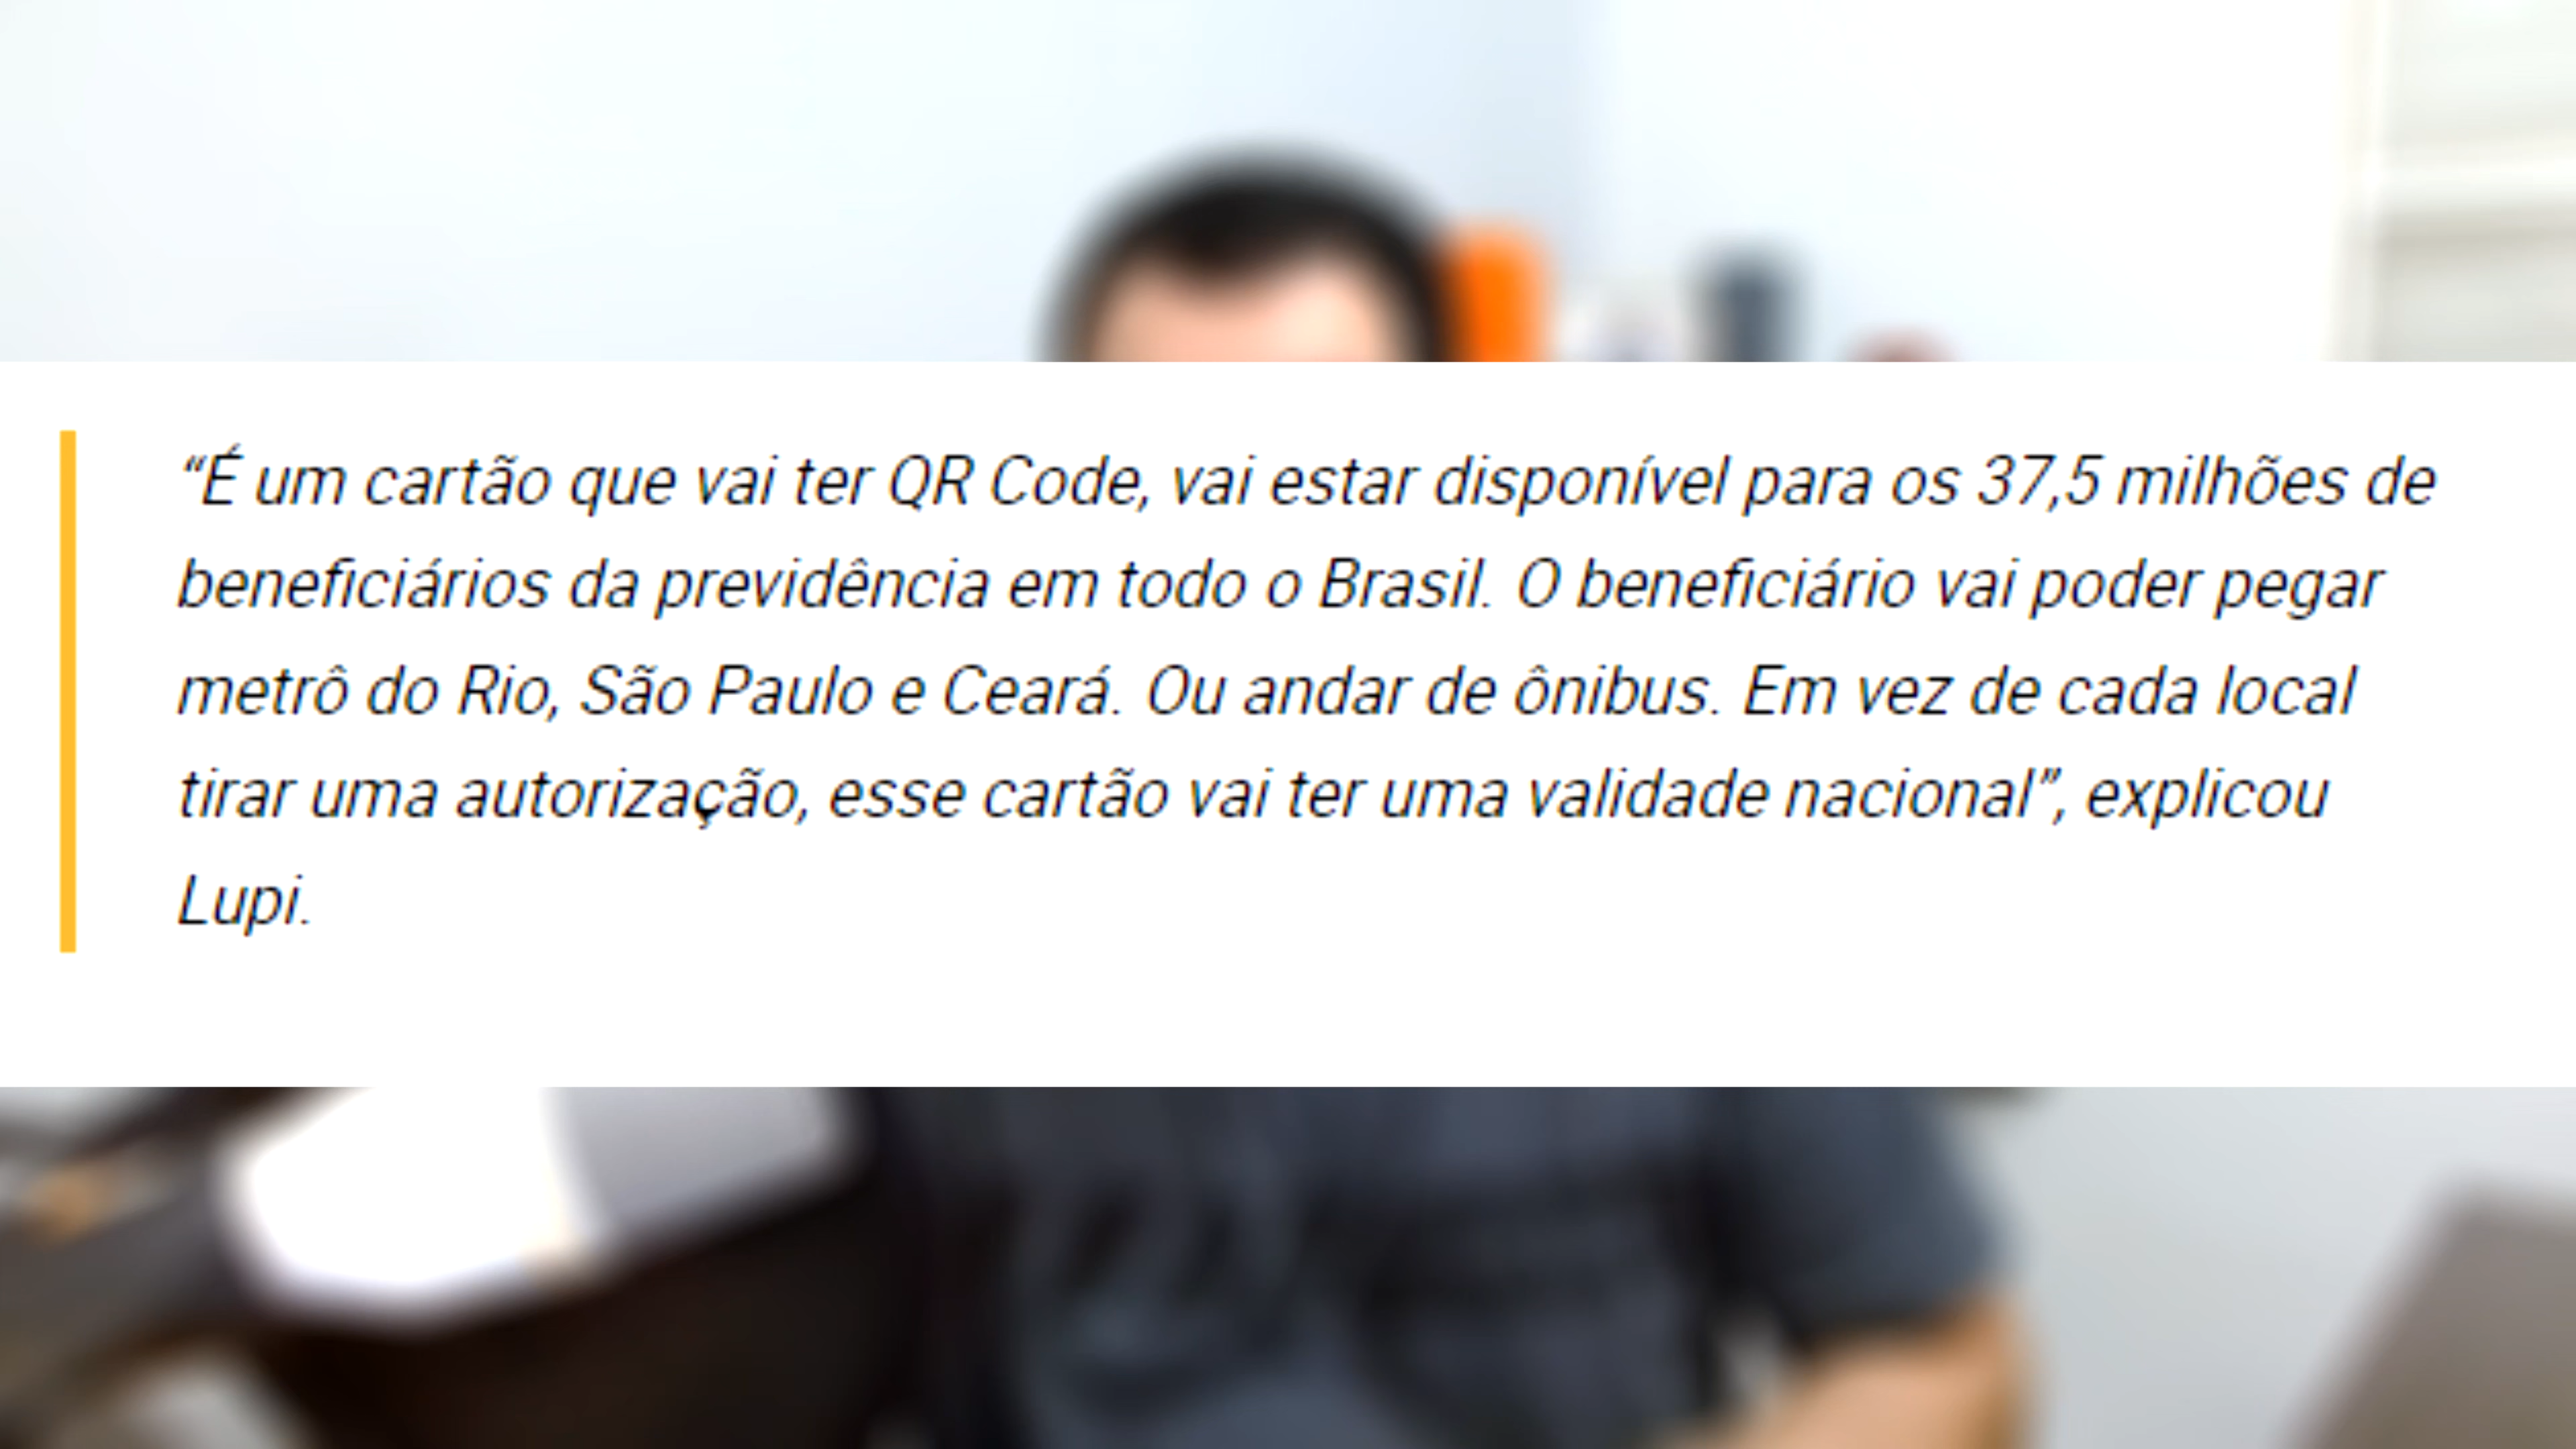 “É um cartão que vai ter QR Code, vai estar disponível para os 37,5 milhões de
beneficiários da previdência em todo o Brasil. O beneficiário vai poder pegar
metrô do Rio, São Paulo e Ceará. Ou andar de ônibus. Em vez de cada local
tirar uma autorização, esse cartão vai ter uma validade nacional”, explicou
Lupi.